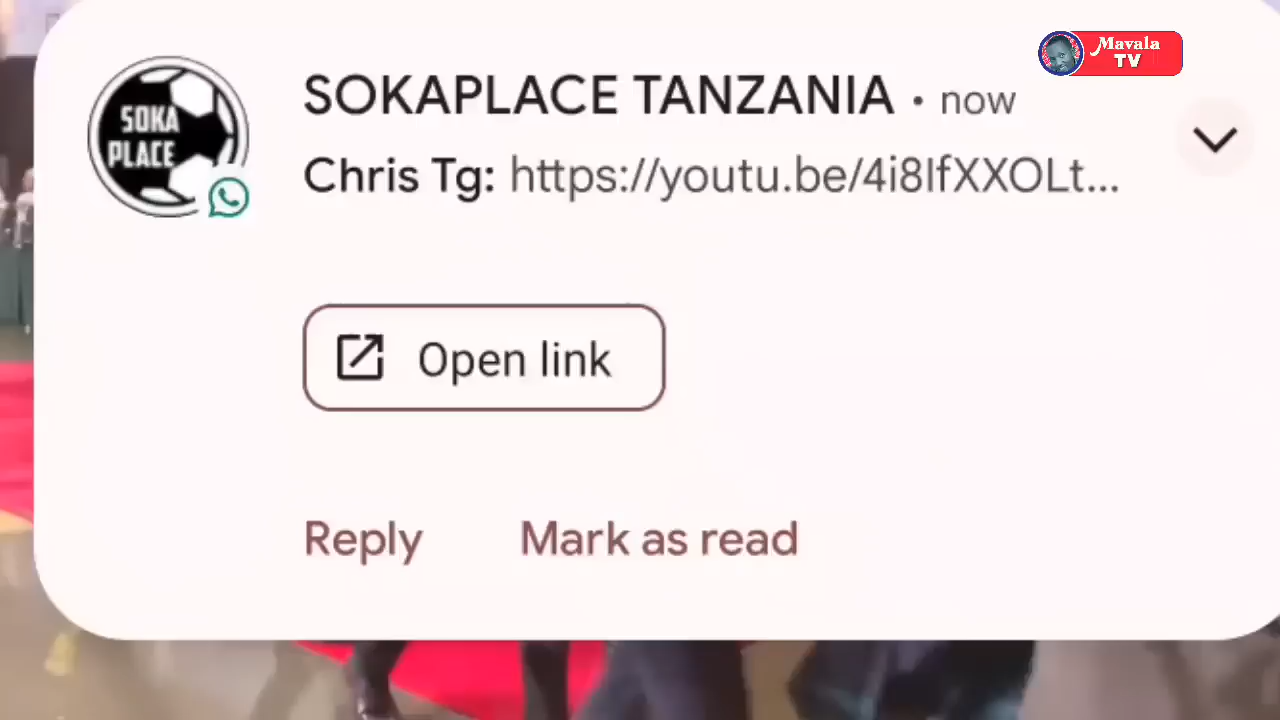 Mavala
TV
SOKA
PLACE
SOKAPLACE TANZANIA • now
Chris Tg: https://youtu.be/4i8IfXXOLt...
Open link
Reply Mark as read